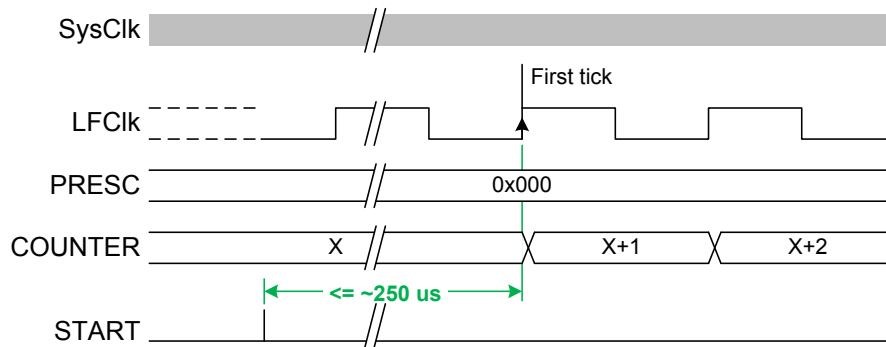 SysClk
First tick
LFClk
PRESC
0x000
COUNTER
X
X+1
X+2
<= ~250 us
START